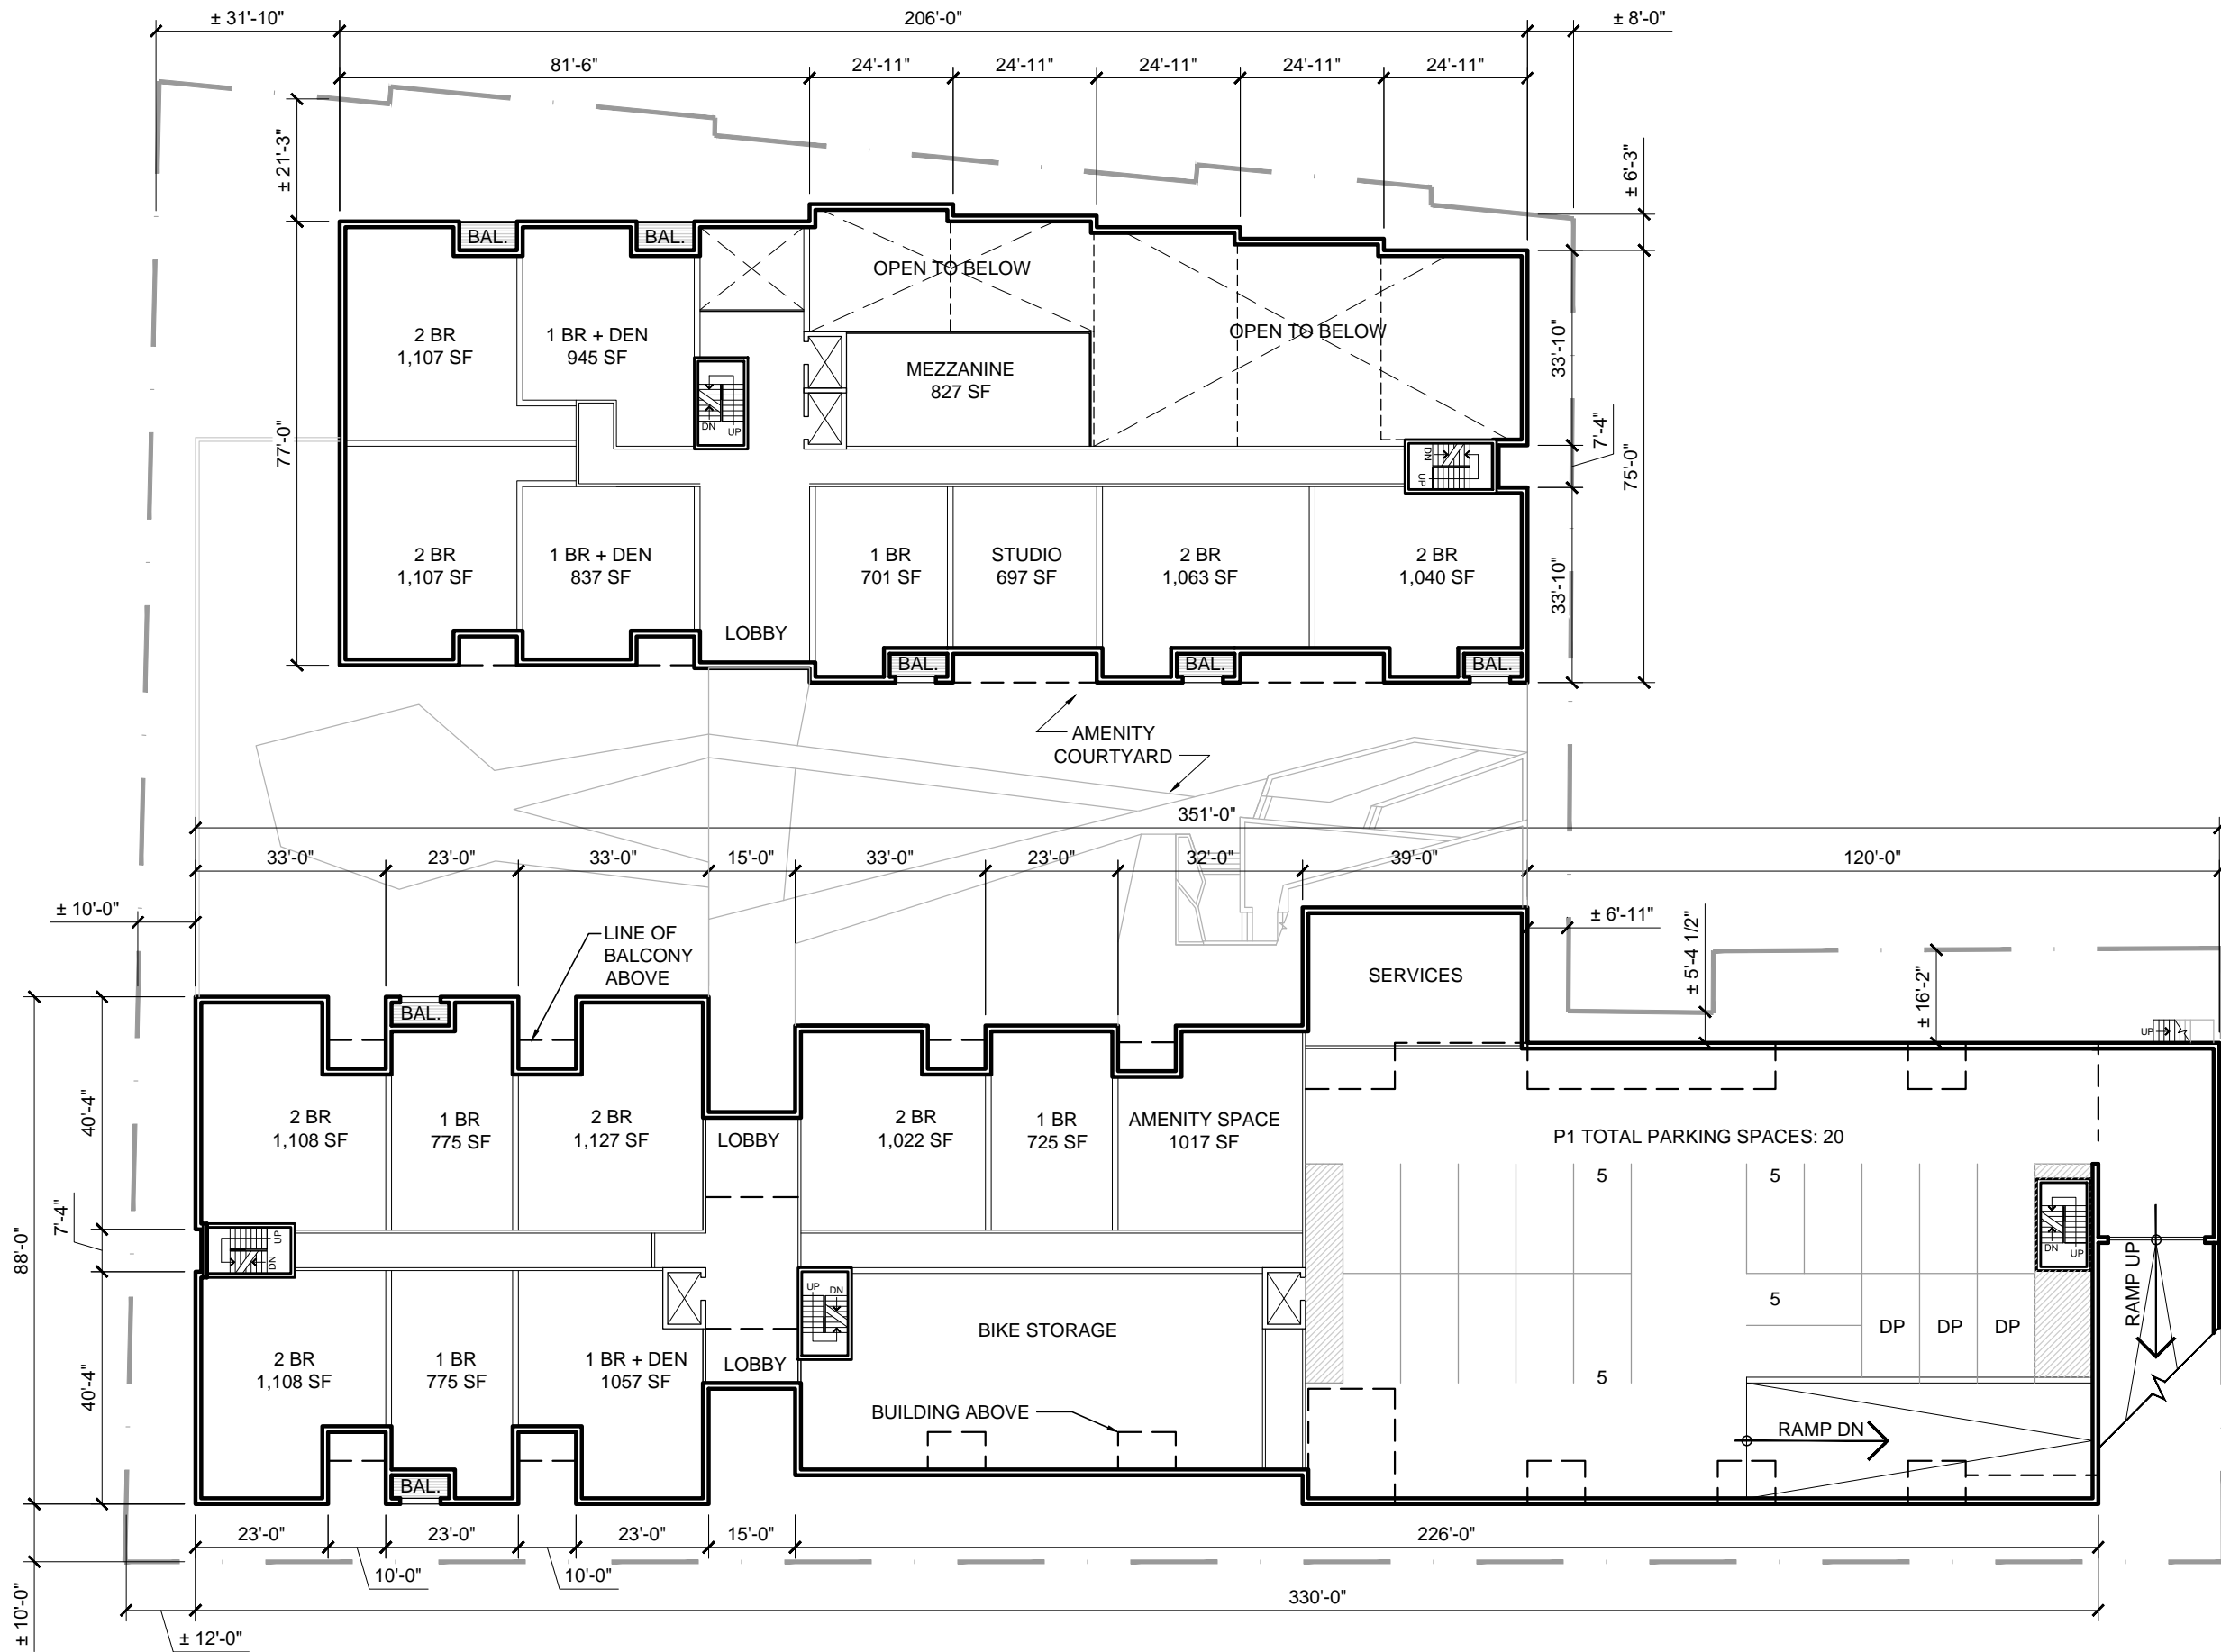 ± 31'-10"
206'-0"
± 8'-0"
81'-6"
24'-11"
24'-11"
24'-11"
24'-11"
24'-11"
± 21'-3"
± 6'-3"
BAL.
BAL.
OPEN TO BELOW
OPEN TO BELOW
2 BR
1,107 SF
1 BR + DEN
945 SF
MEZZANINE
827 SF
33'-10"
DN
UP
77'-0"
7'-4"
75'-0"
DN
UP
2 BR
1,107 SF
1 BR + DEN
837 SF
1 BR
701 SF
STUDIO
697 SF
2 BR
1,063 SF
2 BR
1,040 SF
33'-10"
LOBBY
BAL.
BAL.
BAL.
AMENITY
COURTYARD
351'-0"
33'-0"
23'-0"
33'-0"
15'-0"
33'-0"
23'-0"
32'-0"
39'-0"
120'-0"
± 10'-0"
± 6'-11"
LINE OF
BALCONY
ABOVE
± 5'-4 1/2"
± 16'-2"
SERVICES
BAL.
UP
40'-4"
2 BR
1,108 SF
1 BR
775 SF
2 BR
1,127 SF
LOBBY
2 BR
1,022 SF
1 BR
725 SF
AMENITY SPACE
1017 SF
P1 TOTAL PARKING SPACES: 20
5
5
7'-4"
88'-0"
UP
DN
DN
UP
RAMP UP
UP
DN
5
BIKE STORAGE
DP
DP
DP
40'-4"
2 BR
1,108 SF
1 BR
775 SF
1 BR + DEN
1057 SF
LOBBY
5
BUILDING ABOVE
RAMP DN
BAL.
23'-0"
23'-0"
23'-0"
15'-0"
226'-0"
10'-0"
10'-0"
330'-0"
± 10'-0"
± 12'-0"